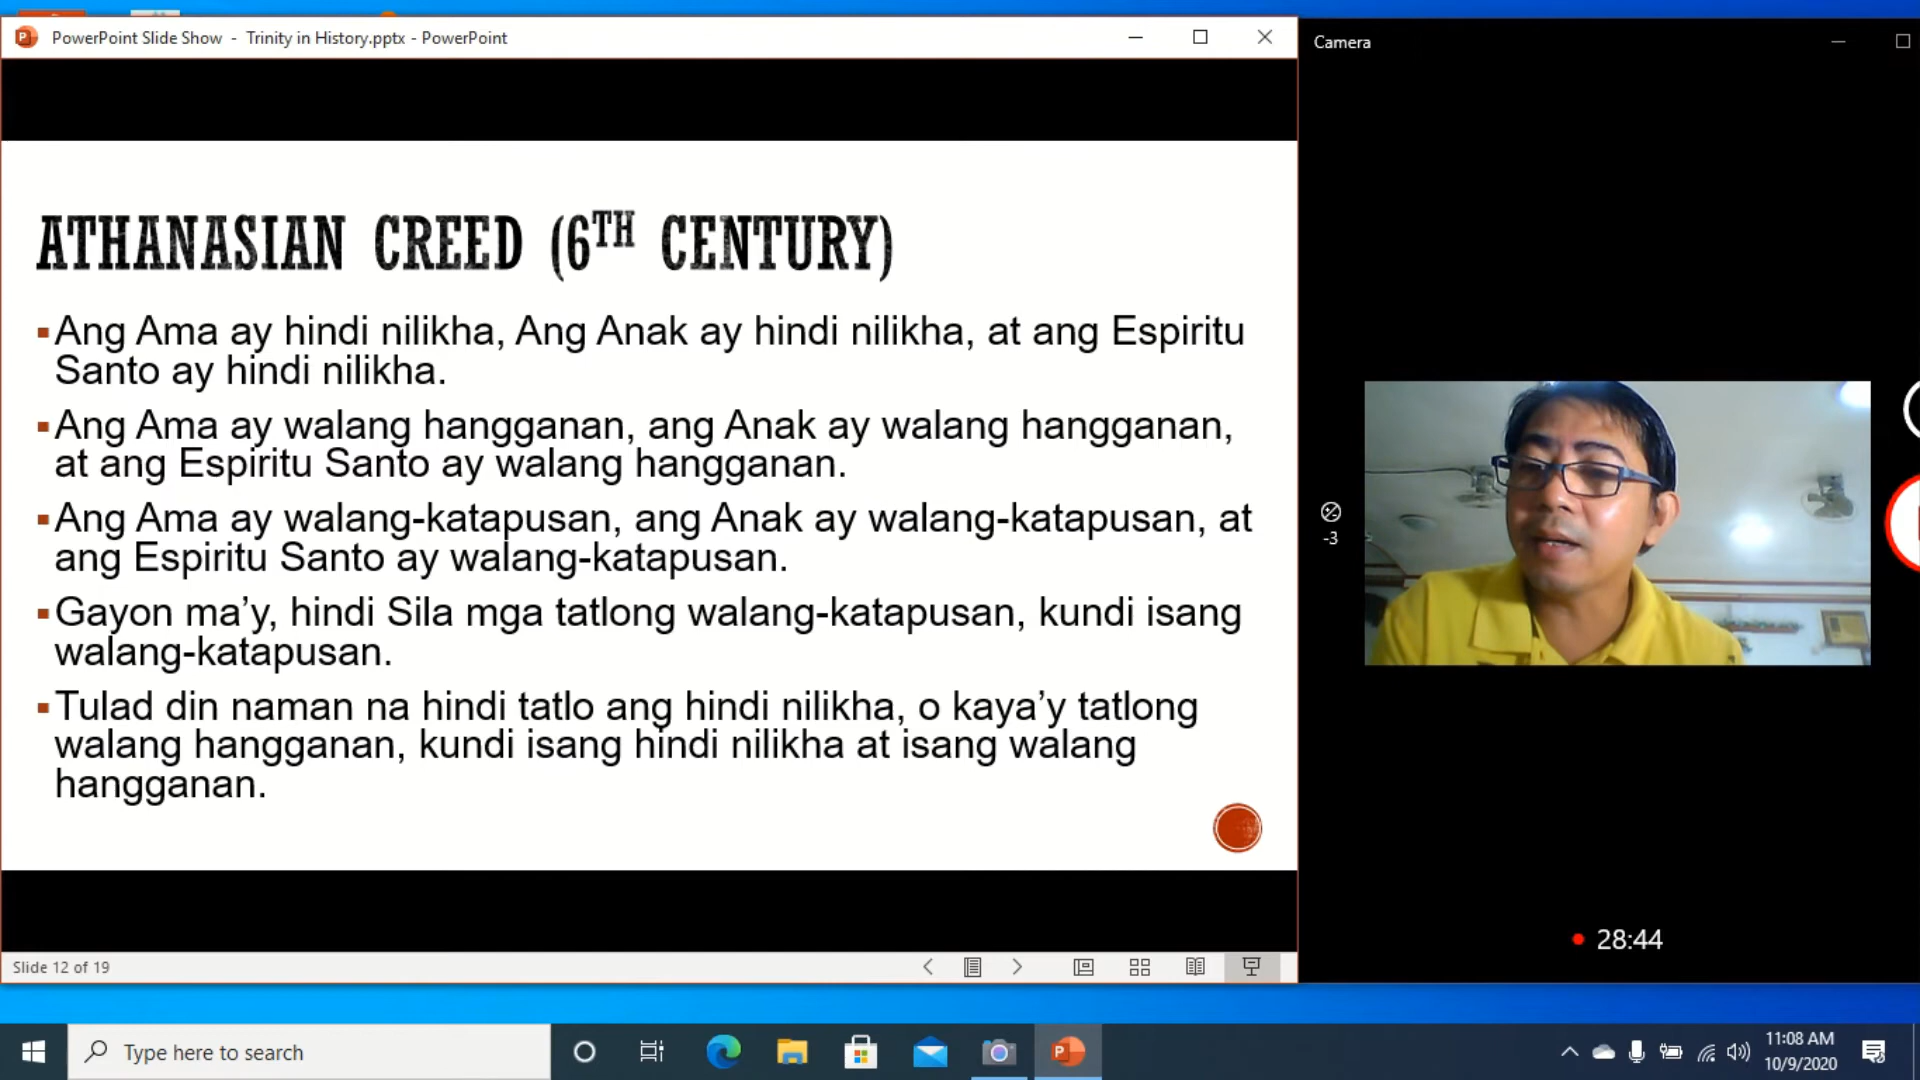 PowerPoint Slide Show - Trinity in History.pptx - PowerPoint
Camera
ATHANASIAN CREED (6TH CENTURY)
Ang Ama ay hindi nilikha, Ang Anak ay hindi nilikha, at ang Espiritu
Santo ay hindi nilikha.
Ang Ama ay walang hangganan, ang Anak ay walang hangganan,
at ang Espiritu Santo ay walang hangganan.
Ang Ama ay walang-katapusan, ang Anak ay walang-katapusan, at
ang Espiritu Santo ay walang-katapusan.
Gayon ma’y, hindi Sila mga tatlong walang-katapusan, kundi isang
walang-katapusan.
Tulad din naman na hindi tatlo ang hindi nilikha, o kaya’y tatlong
walang hangganan, kundi isang hindi nilikha at isang walang
hangganan.
-3
28:44
Slide 12 of 19
Type here to search
11:08 AM
10/9/2020